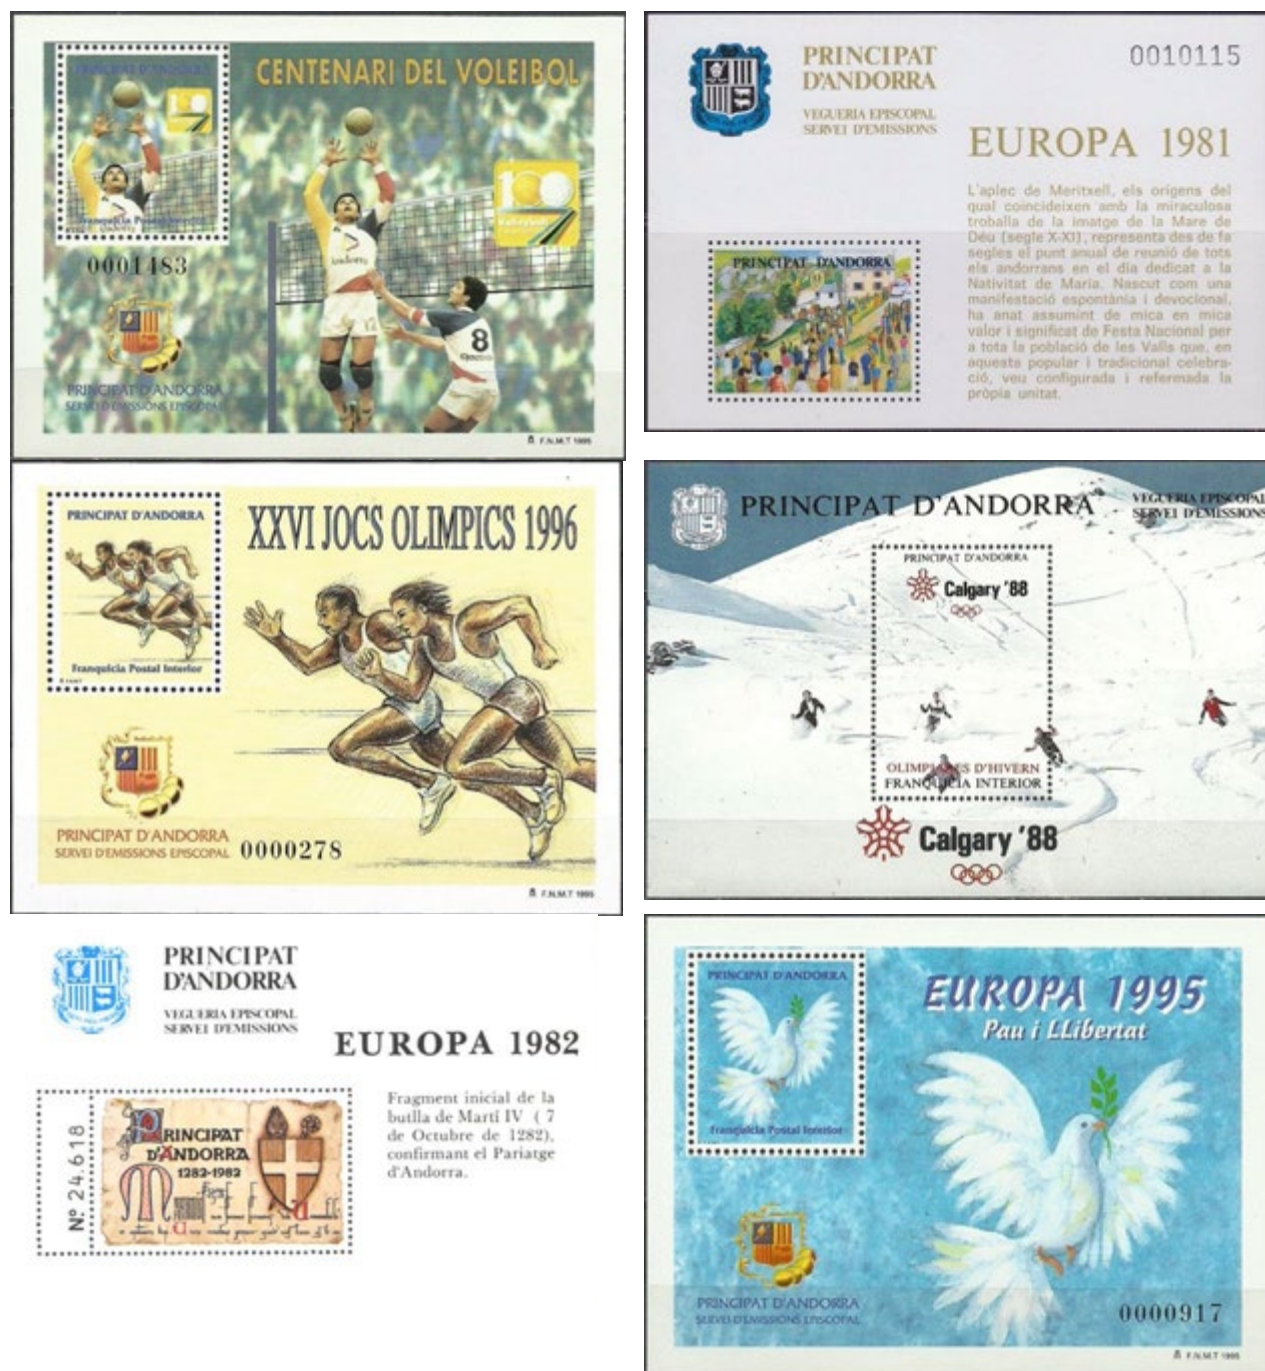 PRINCIPAT D'ANDORRA
CENTENARI DEL VOLEIBOL
100
Volleyball
Franquícia Postal Interior
0001483
Andorra
12
8
PRINCIPAT D'ANDORRA
SERVEI D'EMISSIONS EPISCOPAL
F.N.M.T 1995
PRINCIPAT
D'ANDORRA
VEGUERIA EPISCOPAL
SERVEI D'EMISSIONS
0010115
EUROPA 1981
L'aplec de Meritxell, els orígens del
qual coincideixen amb la miraculosa
troballa de la imatge de la Mare de
Déu (segle X-XI), representa des de fa
segles el punt anual de reunió de tots
els andorrans en el dia dedicat a la
Nativitat de Maria. Nascut com una
manifestació espontània i devocional,
ha anat assumint de mica en mica
valor i significat de Festa Nacional per
a tota la població de les Valls que, en
aquesta popular i tradicional celebra-
ció, veu configurada i refermada la
pròpia unitat.
PRINCIPAT D'ANDORRA
XXVI JOCS OLIMPICS 1996
PRINCIPAT D'ANDORRA
Franquícia Postal Interior
PRINCIPAT D'ANDORRA
SERVEI D'EMISSIONS EPISCOPAL
0000278
F.N.M.T 1995
PRINCIPAT D'ANDORRA
VEGUERIA EPISCOPAL
SERVEI D'EMISSIONS
PRINCIPAT D'ANDORRA
Calgary '88
OLIMPIADES D'HIVERN
FRANQUICIA INTERIOR
Calgary '88
PRINCIPAT
D'ANDORRA
VEGUERIA EPISCOPAL
SERVEI D'EMISSIONS
EUROPA 1982
Nº 24.618
PRINCIPAT
D'ANDORRA
1282-1982
Fragment inicial de la
butlla de Martí IV ( 7
de Octubre de 1282),
confirmant el Pariatge
d'Andorra.
PRINCIPAT D'ANDORRA
EUROPA 1995
Pau i LLibertat
Franquícia Postal Interior
PRINCIPAT D'ANDORRA
SERVEI D'EMISSIONS EPISCOPAL
0000917
F.N.M.T 1995